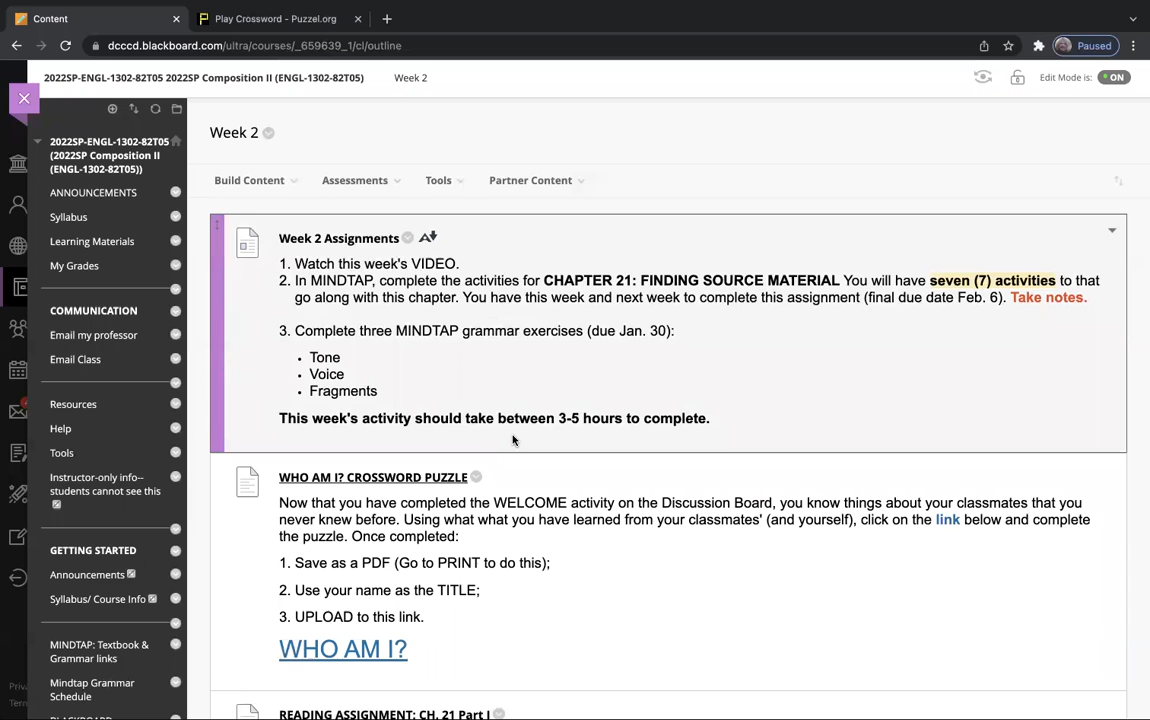 Content
Play Crossword - Puzzel.org
dcccd.blackboard.com/ultra/courses/_659639_1/cl/outline
Paused
2022SP-ENGL-1302-82T05 2022SP Composition II (ENGL-1302-82T05)
Week 2
Edit Mode is:
ON
2022SP-ENGL-1302-82T05
(2022SP Composition II
(ENGL-1302-82T05))
ANNOUNCEMENTS
Syllabus
Learning Materials
My Grades
COMMUNICATION
Email my professor
Email Class
Resources
Help
Tools
Instructor-only info--
students cannot see this
GETTING STARTED
Announcements
Syllabus/ Course Info
MINDTAP: Textbook &
Grammar links
Mindtap Grammar
Schedule
Week 2
Build Content
Assessments
Tools
Partner Content
Week 2 Assignments
1. Watch this week's VIDEO.
2. In MINDTAP, complete the activities for CHAPTER 21: FINDING SOURCE MATERIAL You will have seven (7) activities to that
go along with this chapter. You have this week and next week to complete this assignment (final due date Feb. 6). Take notes.
3. Complete three MINDTAP grammar exercises (due Jan. 30):
• Tone
• Voice
• Fragments
This week's activity should take between 3-5 hours to complete.
WHO AM I? CROSSWORD PUZZLE
Now that you have completed the WELCOME activity on the Discussion Board, you know things about your classmates that you
never knew before. Using what what you have learned from your classmates' (and yourself), click on the link below and complete
the puzzle. Once completed:
1. Save as a PDF (Go to PRINT to do this);
2. Use your name as the TITLE;
3. UPLOAD to this link.
WHO AM I?
READING ASSIGNMENT: CH. 21 Part I